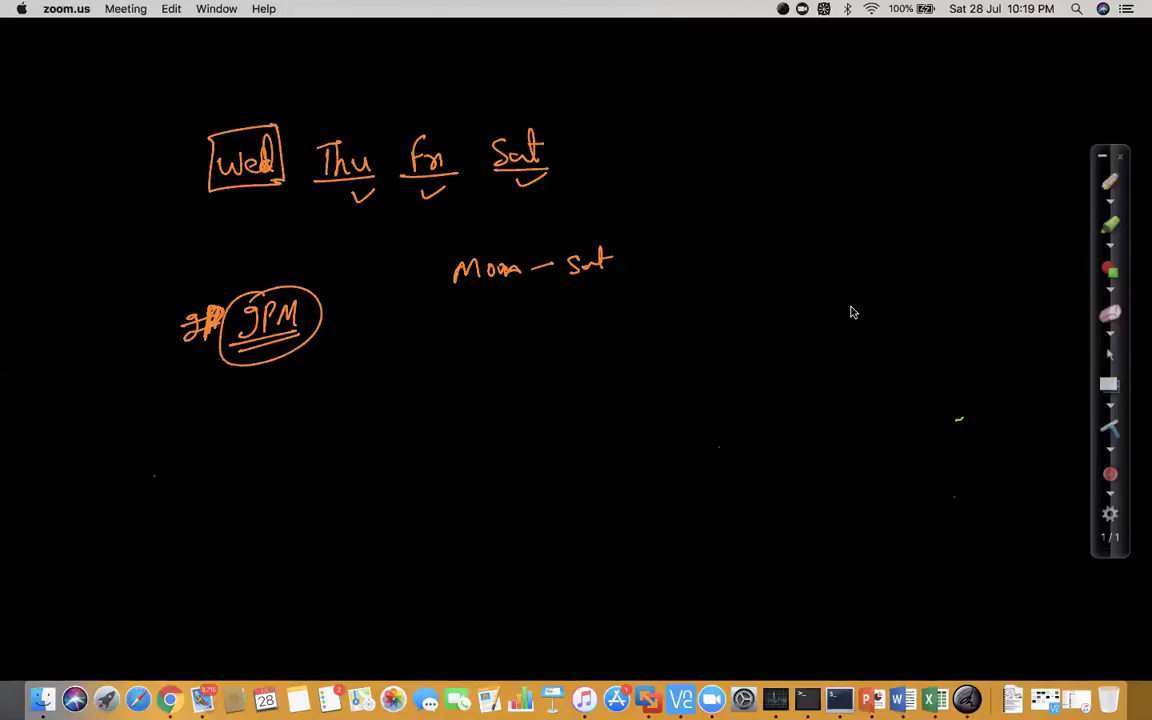 zoom.us Meeting Edit Window Help 100% Sat 28 Jul 10:19 PM
Wed Thu Fri Sat
Mon - Sat
9PM
1/1
28